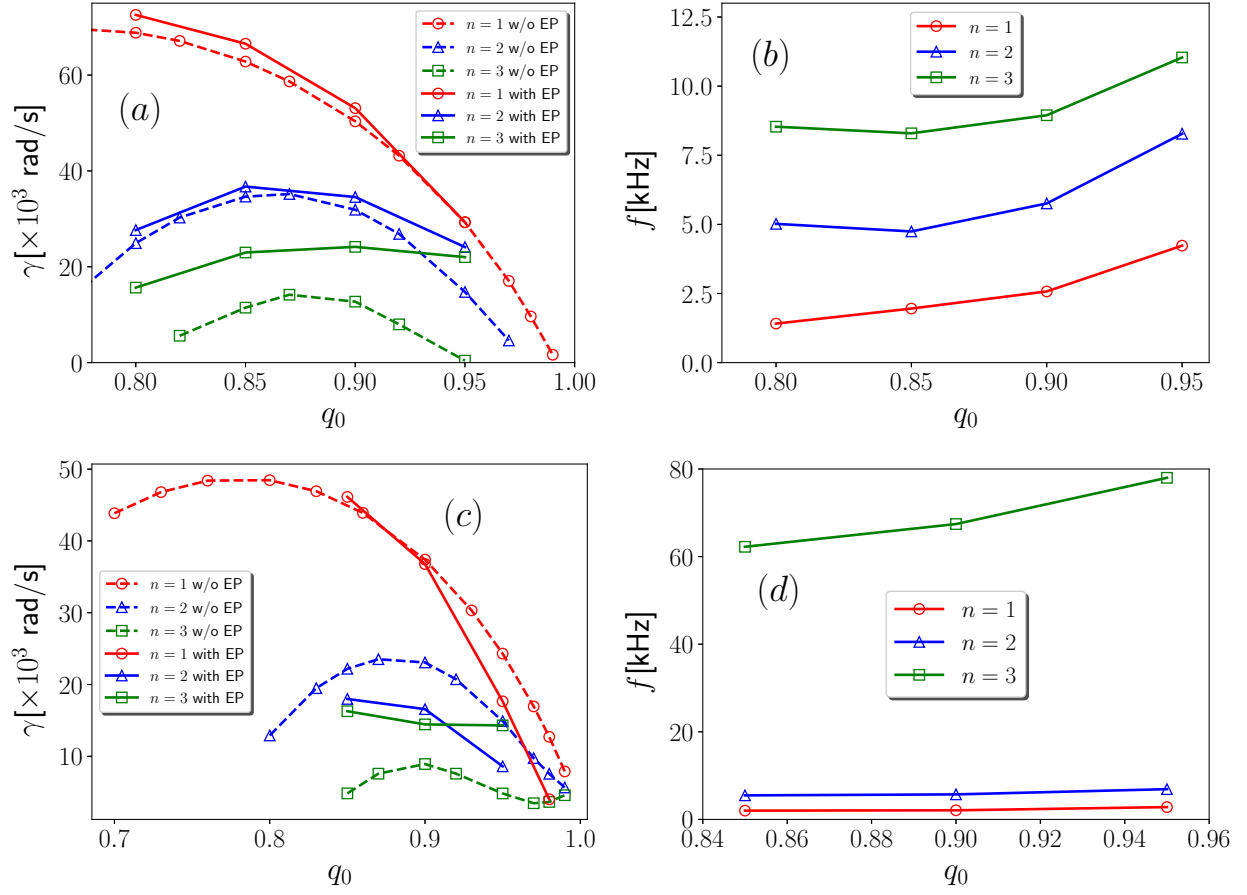 n = 1 w/o EP
n = 2 w/o EP
n = 3 w/o EP
n = 1 with EP
n = 2 with EP
n = 3 with EP
(a)
60
40
20
0
γ[×10³ rad/s]
0.80 0.85 0.90 0.95 1.00
q₀
n = 1
n = 2
n = 3
(b)
12.5
10.0
7.5
5.0
2.5
0.0
f[kHz]
0.80 0.85 0.90 0.95
q₀
(c)
n = 1 w/o EP
n = 2 w/o EP
n = 3 w/o EP
n = 1 with EP
n = 2 with EP
n = 3 with EP
50
40
30
20
10
γ[×10³ rad/s]
0.7 0.8 0.9 1.0
q₀
(d)
n = 1
n = 2
n = 3
80
60
40
20
0
f[kHz]
0.84 0.86 0.88 0.90 0.92 0.94 0.96
q₀